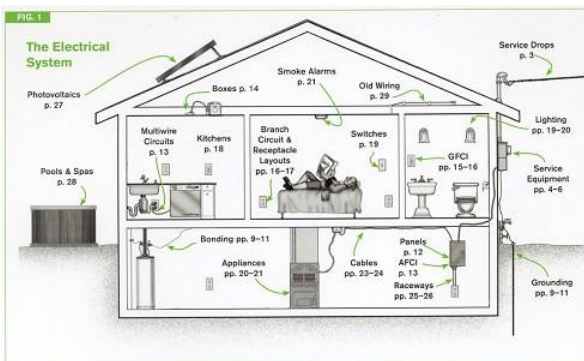 FIG. 1
The Electrical
System
Photovoltaics
p. 27
Boxes p. 14
Smoke Alarms
p. 21
Old Wiring
p. 29
Service Drops
p. 3
Multiwire
Circuits
p. 13
Kitchens
p. 18
Branch
Circuit &
Receptacle
Layouts
pp. 16–17
Switches
p. 19
GFCI
pp. 15–16
Lighting
pp. 19–20
Service
Equipment
pp. 4–6
Pools & Spas
p. 28
Bonding pp. 9–11
Appliances
pp. 20–21
Cables
pp. 23–24
Panels
p. 12
AFCI
p. 13
Raceways
pp. 25–26
Grounding
pp. 9–11